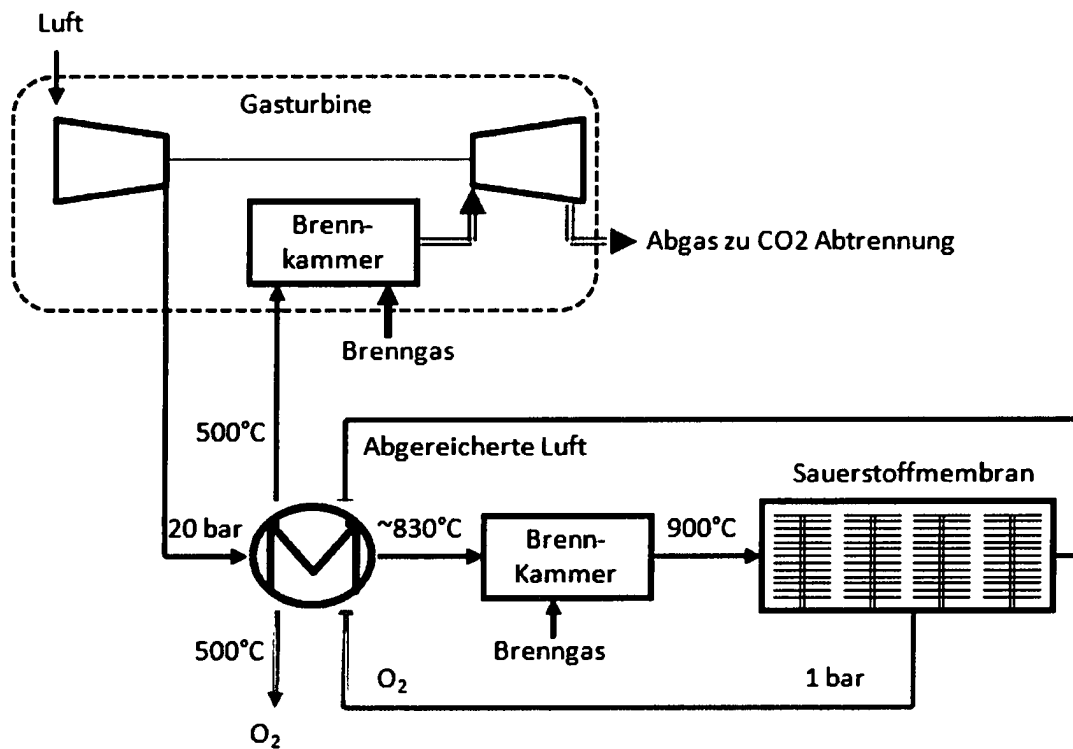 Luft
Gasturbine
Brenn-
kammer
Abgas zu CO2 Abtrennung
Brenngas
500°C
Abgereicherte Luft
Sauerstoffmembran
20 bar
~830°C
Brenn-
Kammer
900°C
500°C
Brenngas
O₂
1 bar
O₂